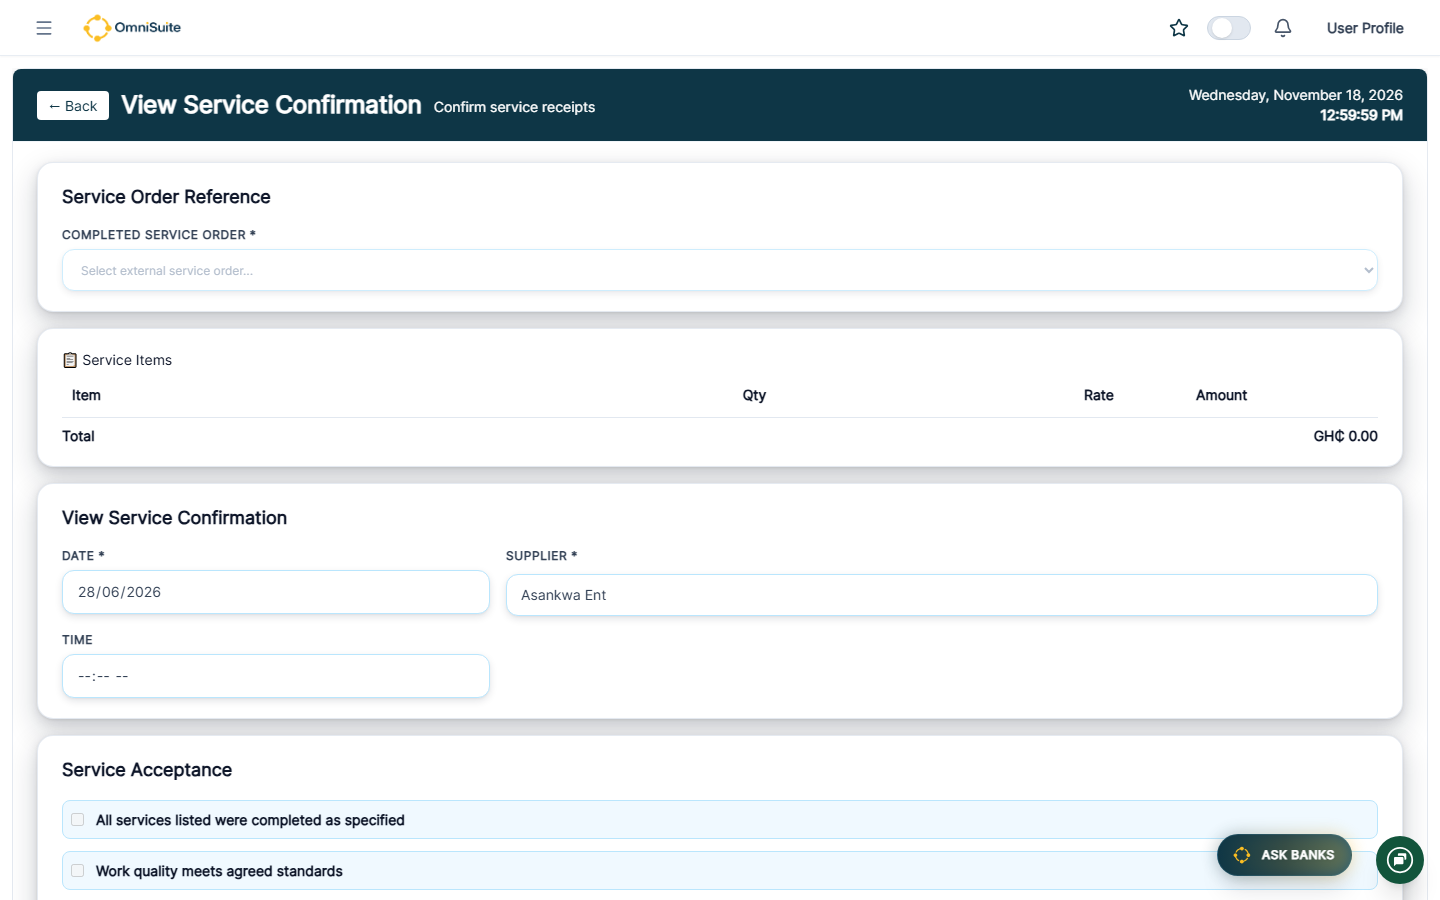 OmniSuite
User Profile
← Back
View Service Confirmation
Confirm service receipts
Wednesday, November 18, 2026
12:59:59 PM
Service Order Reference
COMPLETED SERVICE ORDER *
Select external service order...
📋 Service Items
Item Qty Rate Amount
Total GH₵ 0.00
View Service Confirmation
DATE * SUPPLIER *
28/06/2026 Asankwa Ent
TIME
--:-- --
Service Acceptance
All services listed were completed as specified
Work quality meets agreed standards
ASK BANKS